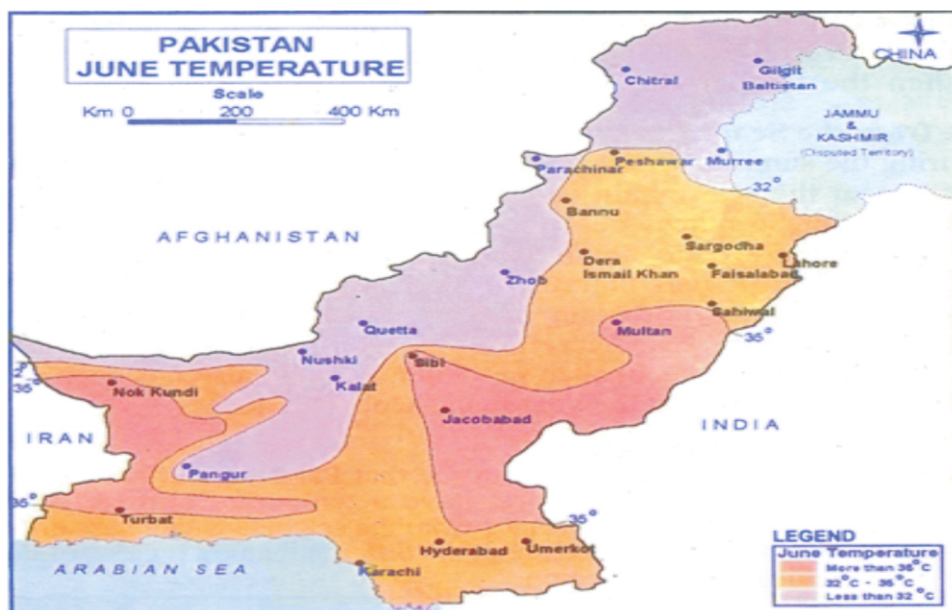 PAKISTAN
JUNE TEMPERATURE
Scale
Km 0 200 400 Km
CHINA
Chitral
Gilgit
Baltistan
JAMMU
&
KASHMIR
(Disputed Territory)
Parachinar
Peshawar
Murree
32°
Bannu
AFGHANISTAN
Sargodha
Dera
Ismail Khan
Lahore
Faisalabad
Zhob
Sahiwal
Quetta
Multan
35°
Nushki
Sibi
35°
Nok Kundi
Kalat
Jacobabad
INDIA
IRAN
Pangur
35°
Turbat
35°
Hyderabad
Umerkot
Karachi
ARABIAN SEA
LEGEND
June Temperature
More than 35°C
32°C - 35°C
Less than 32°C